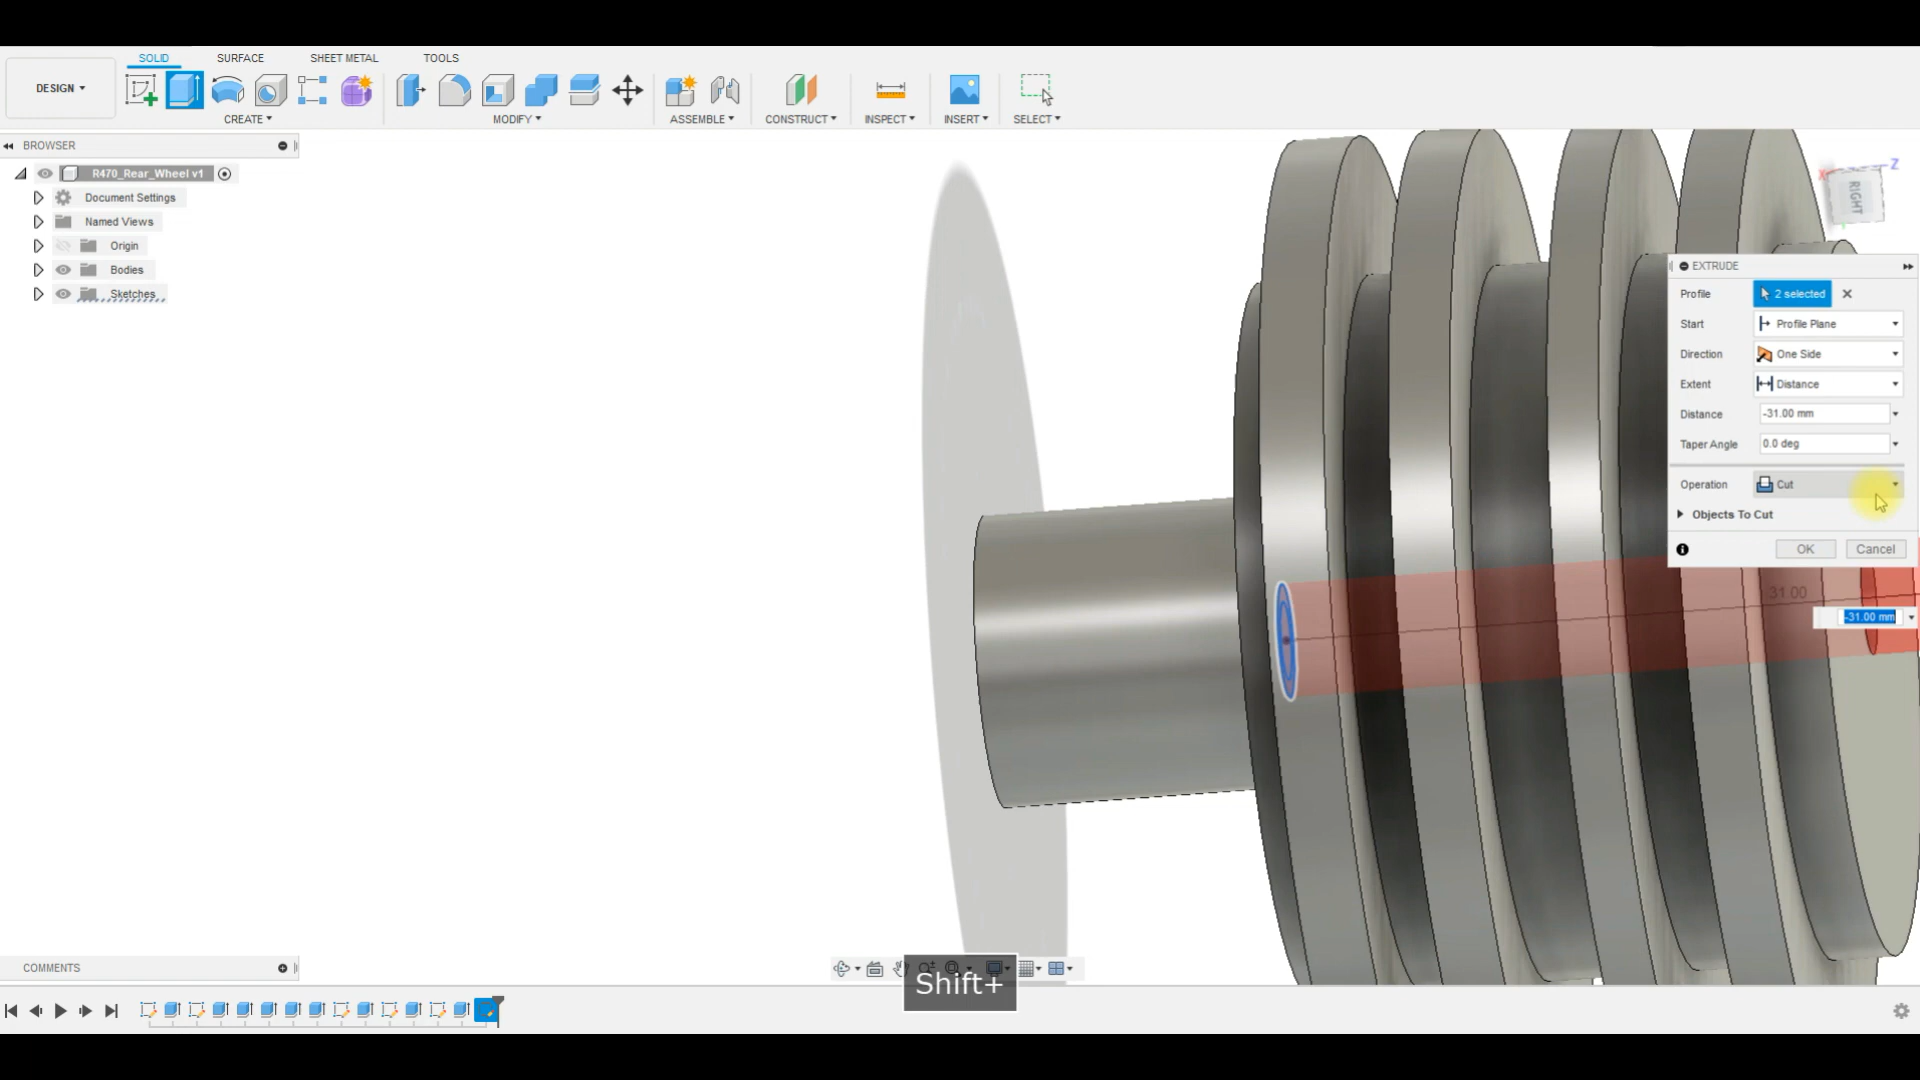 SOLID
SURFACE
SHEET METAL
TOOLS
DESIGN
CREATE
MODIFY
ASSEMBLE
CONSTRUCT
INSPECT
INSERT
SELECT
BROWSER
R470_Rear_Wheel v1
Document Settings
Named Views
Origin
Bodies
Sketches
Z
X
RIGHT
EXTRUDE
Profile
2 selected
Start
Profile Plane
Direction
One Side
Extent
Distance
Distance
-31.00 mm
Taper Angle
0.0 deg
Operation
Cut
Objects To Cut
OK
Cancel
31.00
-31.00 mm
COMMENTS
Shift+